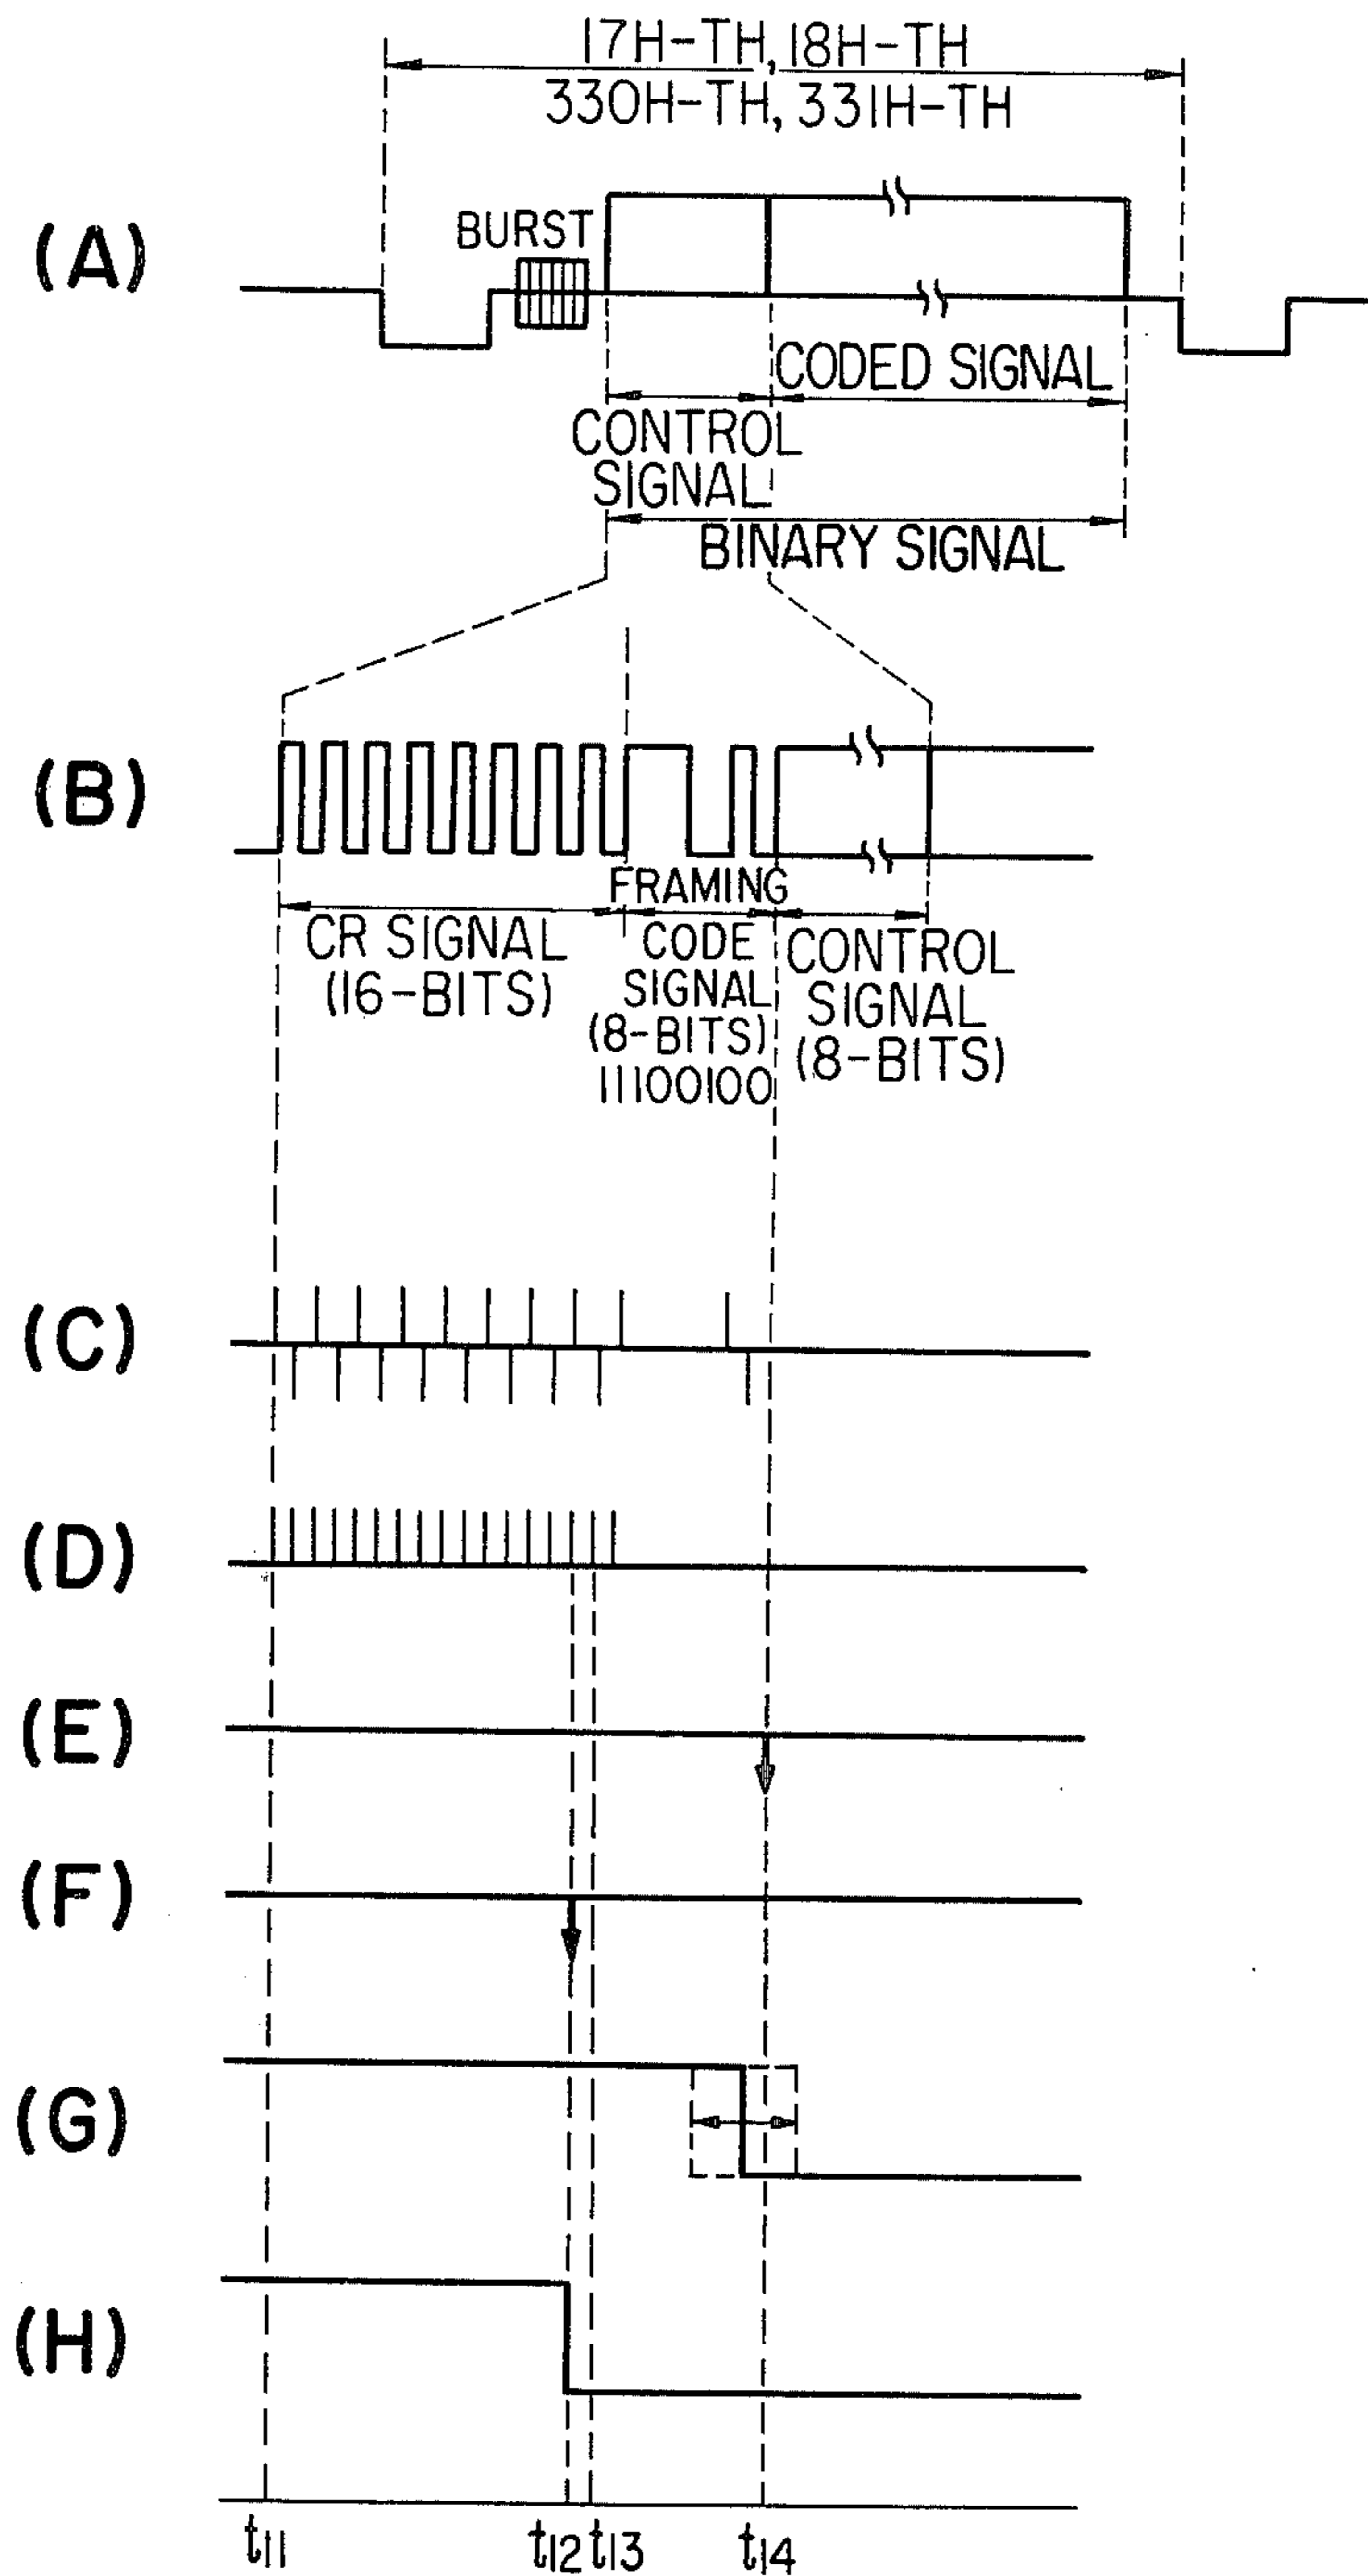 17H-TH, 18H-TH
330H-TH, 331H-TH
(A)
BURST
CODED SIGNAL
CONTROL
SIGNAL
BINARY SIGNAL
(B)
FRAMING
CR SIGNAL
(16-BITS)
CODE
SIGNAL
(8-BITS)
11100100
CONTROL
SIGNAL
(8-BITS)
(C)
(D)
(E)
(F)
(G)
(H)
t11
t12
t13
t14